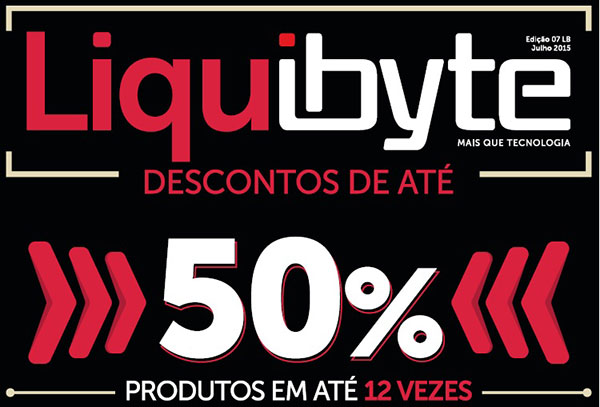 Edição 07 LB
Julho 2015
Liquibyte
MAIS QUE TECNOLOGIA
DESCONTOS DE ATÉ
50%
PRODUTOS EM ATÉ 12 VEZES